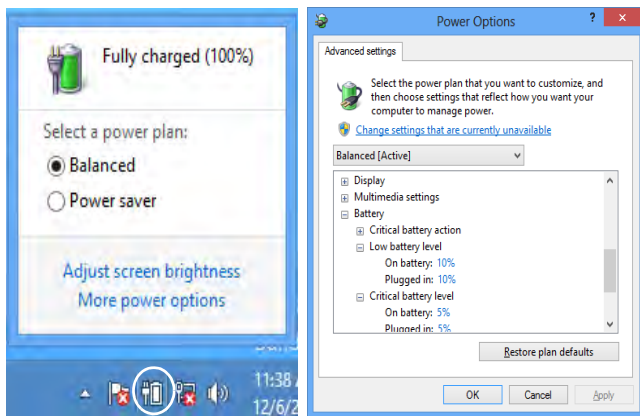 Fully charged (100%)
Select a power plan:
Balanced
Power saver
Adjust screen brightness
More power options
11:38
12/6/2
Power Options
?
x
Advanced settings
Select the power plan that you want to customize, and
then choose settings that reflect how you want your
computer to manage power.
Change settings that are currently unavailable
Balanced [Active]
Display
Multimedia settings
Battery
Critical battery action
Low battery level
On battery: 10%
Plugged in: 10%
Critical battery level
On battery: 5%
Plugged in: 5%
Restore plan defaults
OK
Cancel
Apply